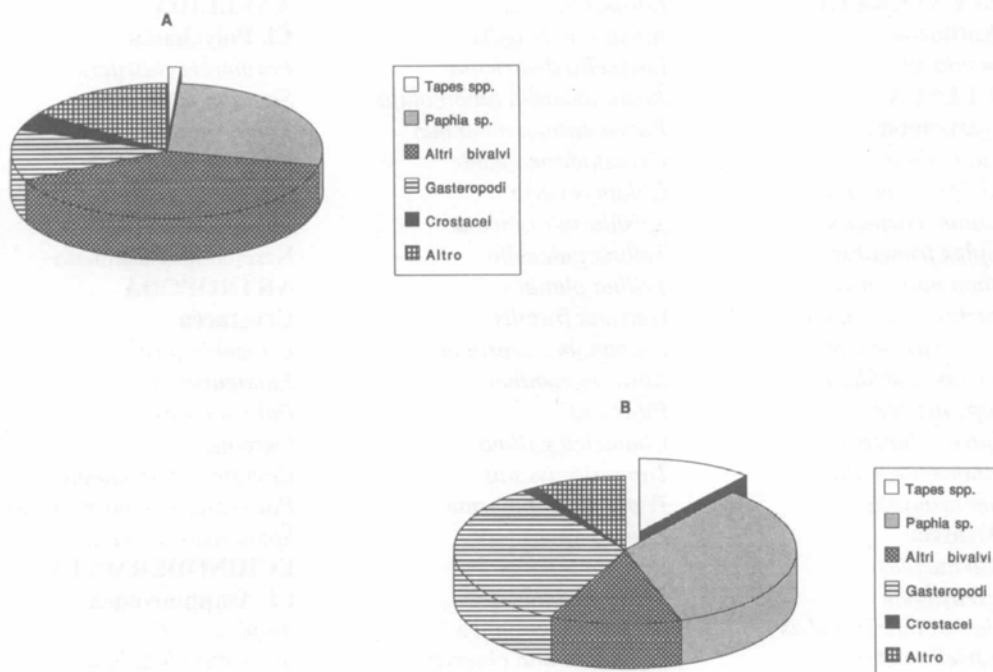 A
Tapes spp.
Paphia sp.
Altri bivalvi
Gasteropodi
Crostacei
Altro
B
Tapes spp.
Paphia sp.
Altri bivalvi
Gasteropodi
Crostacei
Altro